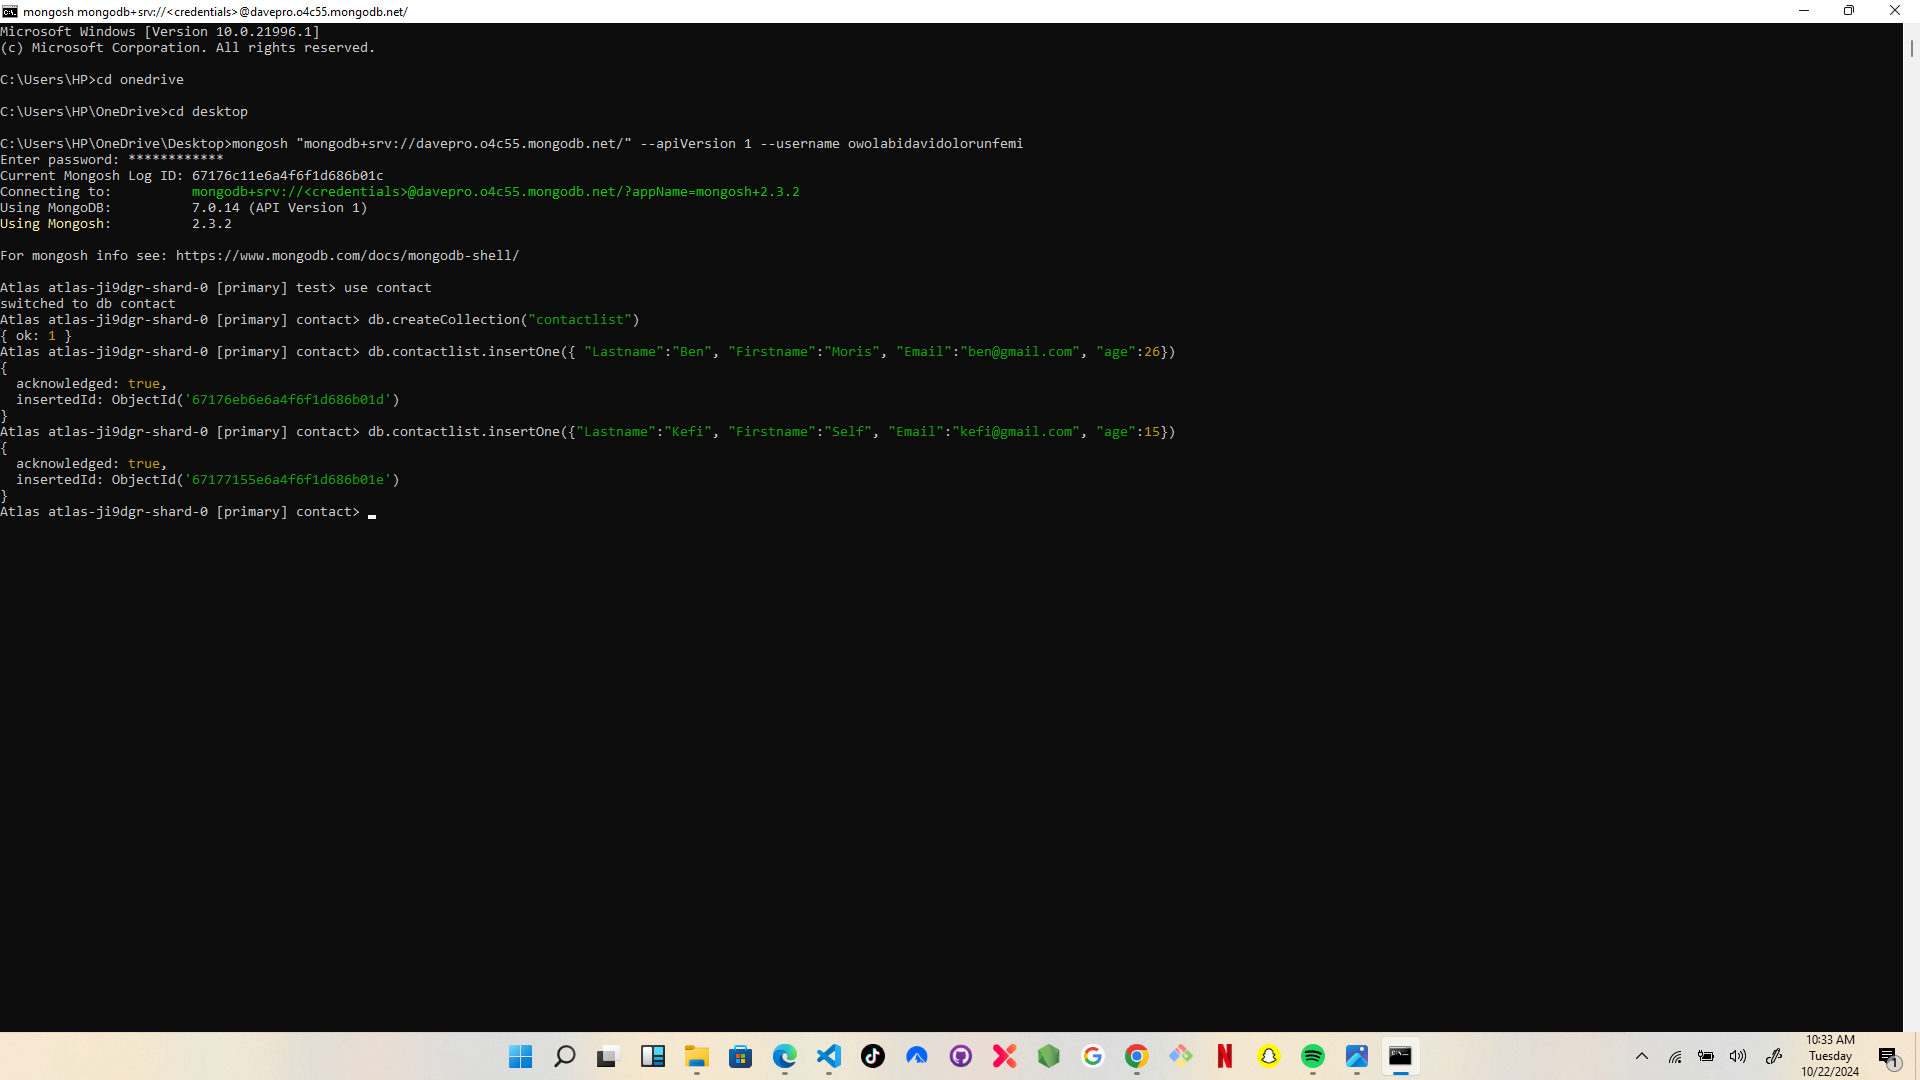 mongosh mongodb+srv://<credentials>@davepro.o4c55.mongodb.net/
Microsoft Windows [Version 10.0.21996.1]
(c) Microsoft Corporation. All rights reserved.
C:\Users\HP>cd onedrive
C:\Users\HP\OneDrive>cd desktop
C:\Users\HP\OneDrive\Desktop>mongosh "mongodb+srv://davepro.o4c55.mongodb.net/" --apiVersion 1 --username owolabidavidolorunfemi
Enter password: ************
Current Mongosh Log ID: 67176c11e6a4f6f1d686b01c
Connecting to: mongodb+srv://<credentials>@davepro.o4c55.mongodb.net/?appName=mongosh+2.3.2
Using MongoDB: 7.0.14 (API Version 1)
Using Mongosh: 2.3.2
For mongosh info see: https://www.mongodb.com/docs/mongodb-shell/
Atlas atlas-ji9dgr-shard-0 [primary] test> use contact
switched to db contact
Atlas atlas-ji9dgr-shard-0 [primary] contact> db.createCollection("contactlist")
{ ok: 1 }
Atlas atlas-ji9dgr-shard-0 [primary] contact> db.contactlist.insertOne({ "Lastname":"Ben", "Firstname":"Moris", "Email":"ben@gmail.com", "age":26})
{
  acknowledged: true,
  insertedId: ObjectId('67176eb6e6a4f6f1d686b01d')
}
Atlas atlas-ji9dgr-shard-0 [primary] contact> db.contactlist.insertOne({"Lastname":"Kefi", "Firstname":"Self", "Email":"kefi@gmail.com", "age":15})
{
  acknowledged: true,
  insertedId: ObjectId('67177155e6a4f6f1d686b01e')
}
Atlas atlas-ji9dgr-shard-0 [primary] contact>
10:33 AM
Tuesday
10/22/2024
1